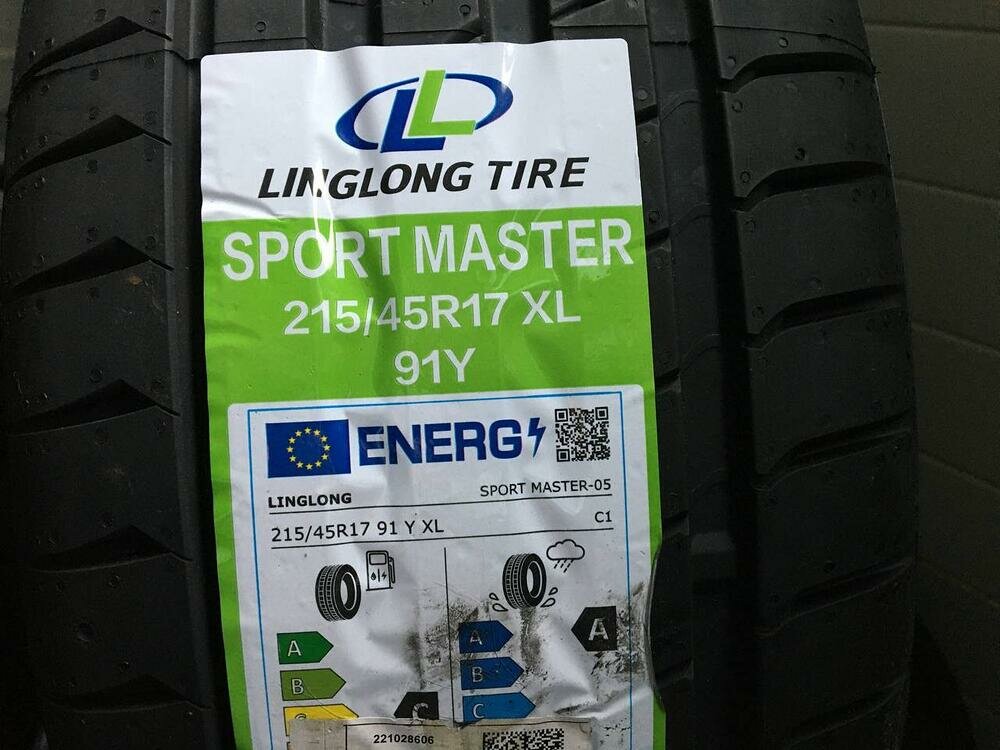 LL
LINGLONG TIRE
SPORT MASTER
215/45R17 XL
91Y
ENERG
LINGLONG SPORT MASTER-05
215/45R17 91 Y XL C1
A A A
B B
C C C
221028606